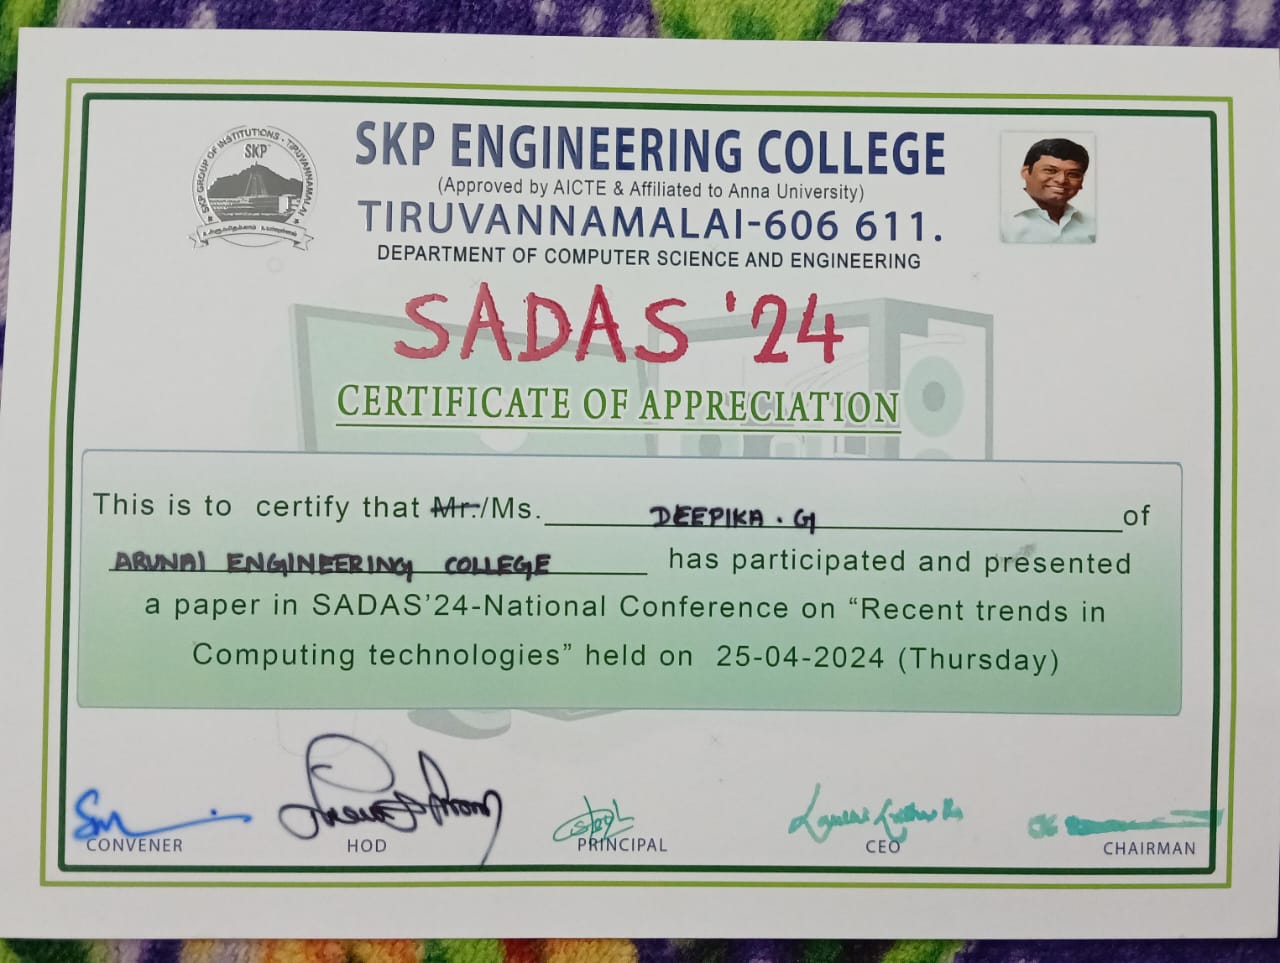 SKP GROUP OF INSTITUTIONS - TIRUVANNAMALAI
SKP
SKP ENGINEERING COLLEGE
(Approved by AICTE & Affiliated to Anna University)
TIRUVANNAMALAI-606 611.
DEPARTMENT OF COMPUTER SCIENCE AND ENGINEERING
SADAS '24
CERTIFICATE OF APPRECIATION
This is to certify that Mr./Ms. DEEPIKA . G of
ARUNAI ENGINEERING COLLEGE has participated and presented
a paper in SADAS’24-National Conference on “Recent trends in
Computing technologies” held on 25-04-2024 (Thursday)
CONVENER HOD PRINCIPAL CEO CHAIRMAN